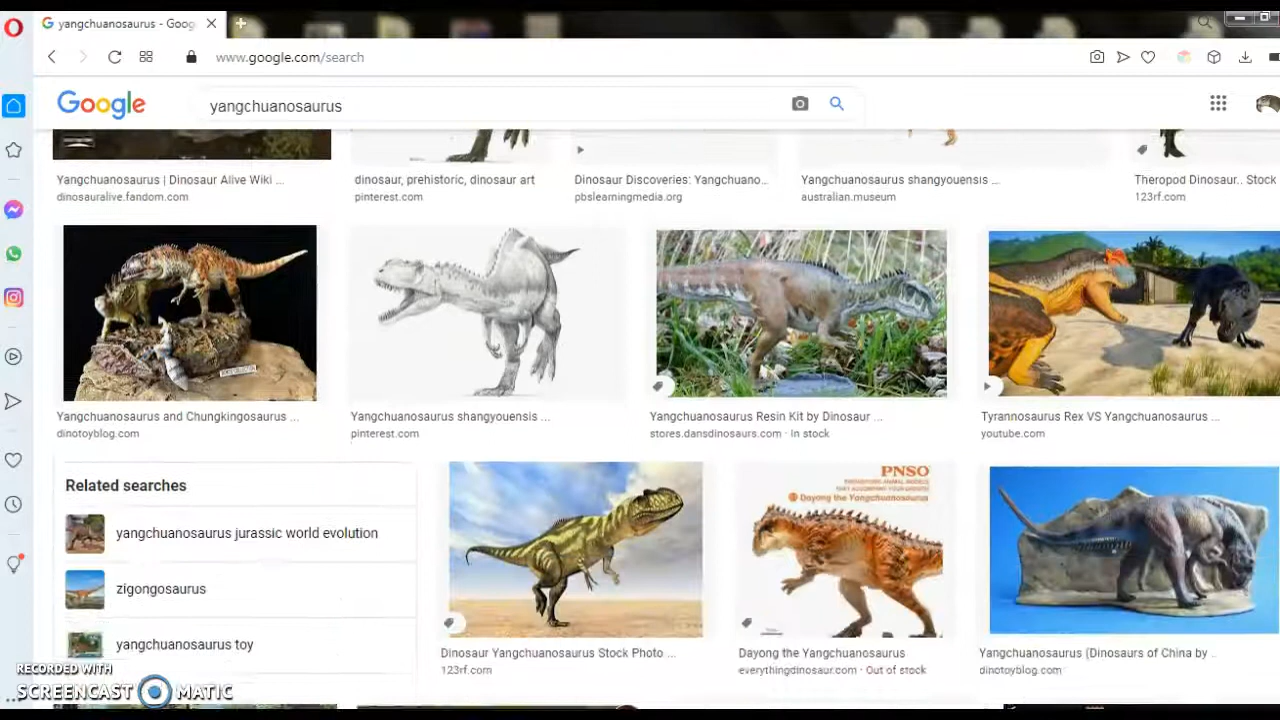 yangchuanosaurus - Goog
www.google.com/search
Google
yangchuanosaurus
Yangchuanosaurus | Dinosaur Alive Wiki ...
dinosauralive.fandom.com
dinosaur, prehistoric, dinosaur art
pinterest.com
Dinosaur Discoveries: Yangchuano...
pbslearningmedia.org
Yangchuanosaurus shangyouensis ...
australian.museum
Theropod Dinosaur.. Stock
123rf.com
Yangchuanosaurus and Chungkingosaurus ...
dinotoyblog.com
Yangchuanosaurus shangyouensis ...
pinterest.com
Yangchuanosaurus Resin Kit by Dinosaur ...
stores.dansdinosaurs.com · In stock
Tyrannosaurus Rex VS Yangchuanosaurus ...
youtube.com
Related searches
yangchuanosaurus jurassic world evolution
zigongosaurus
yangchuanosaurus toy
Dinosaur Yangchuanosaurus Stock Photo ...
123rf.com
PNSO
Dayong the Yangchuanosaurus
Dayong the Yangchuanosaurus
everythingdinosaur.com · Out of stock
Yangchuanosaurus (Dinosaurs of China by ..
dinotoyblog.com
RECORDED WITH
SCREENCAST MATIC